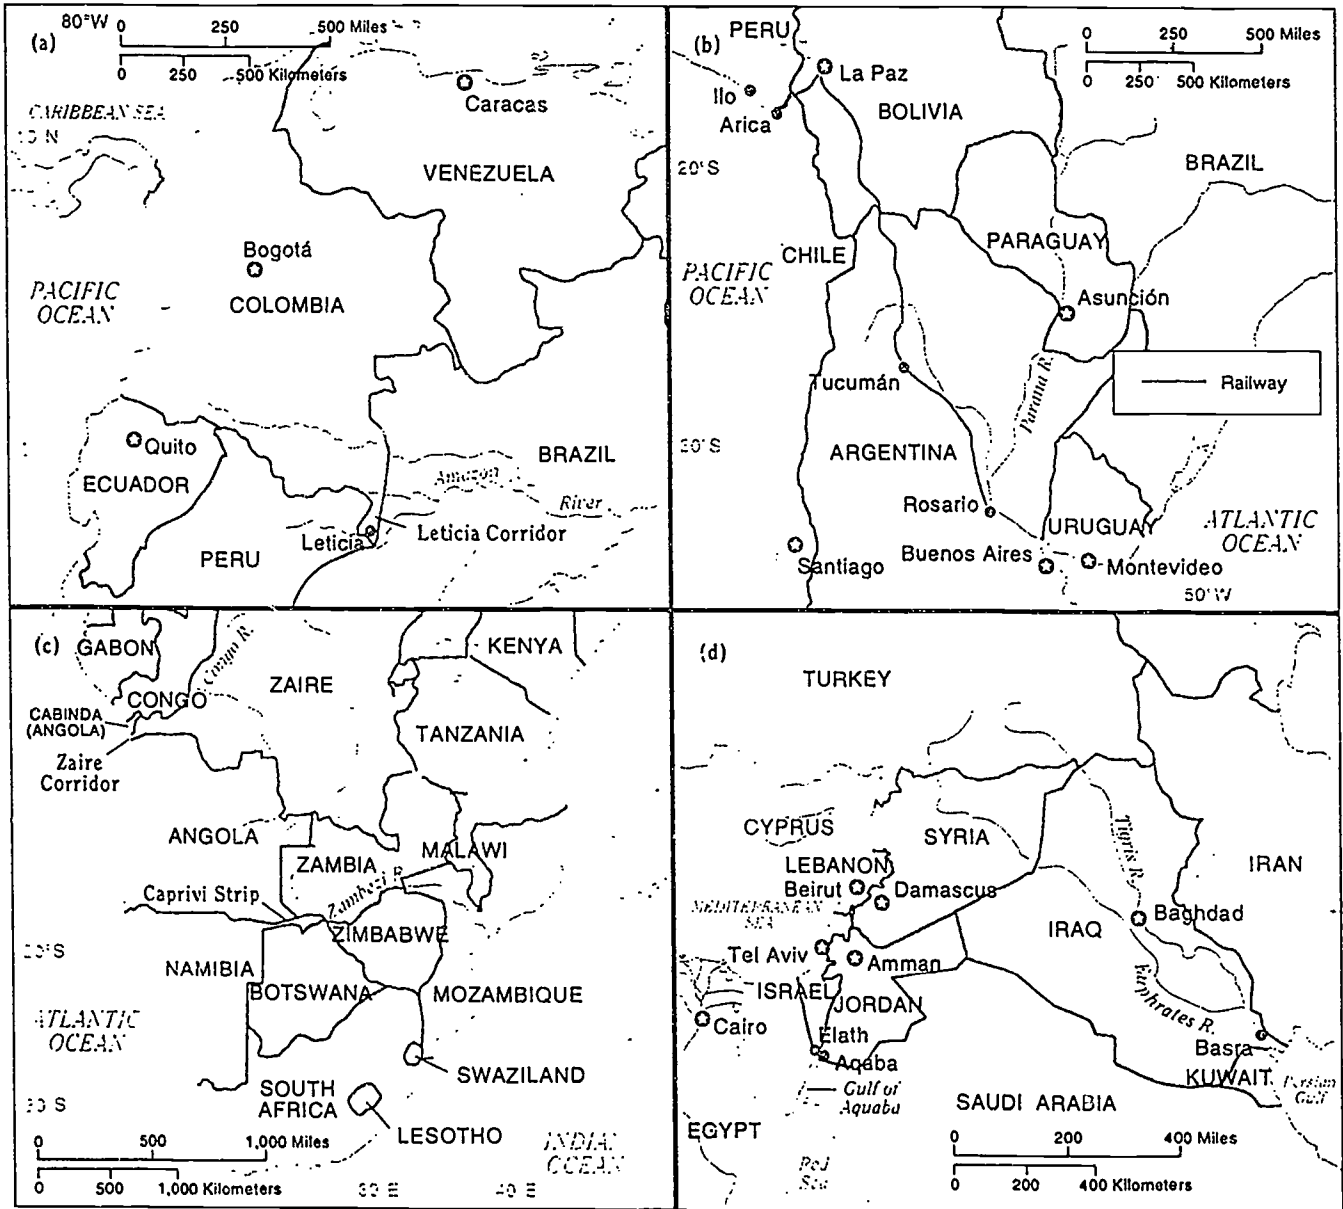 (a)
80°W
0 250 500 Miles
0 250 500 Kilometers
CARIBBEAN SEA
Caracas
VENEZUELA
Bogotá
COLOMBIA
PACIFIC
OCEAN
Quito
ECUADOR
BRAZIL
Amazon
River
Leticia
Leticia Corridor
PERU
(b)
PERU
0 250 500 Miles
0 250 500 Kilometers
La Paz
Ilo
Arica
BOLIVIA
20°S
BRAZIL
PARAGUAY
CHILE
PACIFIC
OCEAN
Asunción
Tucumán
Parana R.
Railway
ARGENTINA
Rosario
URUGUAY
ATLANTIC
OCEAN
Buenos Aires
Santiago
Montevideo
50°W
(c)
GABON
Congo R.
ZAIRE
KENYA
CONGO
CABINDA
(ANGOLA)
TANZANIA
Zaire
Corridor
ANGOLA
ZAMBIA
MALAWI
Caprivi Strip
Zambezi R.
ZIMBABWE
NAMIBIA
BOTSWANA
MOZAMBIQUE
ATLANTIC
OCEAN
SWAZILAND
SOUTH
AFRICA
LESOTHO
INDIAN
OCEAN
0 500 1,000 Miles
0 500 1,000 Kilometers
(d)
TURKEY
CYPRUS
SYRIA
Tigris R.
IRAN
LEBANON
Beirut
Damascus
MEDITERRANEAN
SEA
Baghdad
IRAQ
Tel Aviv
Amman
ISRAEL
JORDAN
Euphrates R.
Cairo
Elath
Aqaba
Basra
KUWAIT
Persian
Gulf
Gulf of
Aquaba
SAUDI ARABIA
EGYPT
Red
Sea
0 200 400 Miles
0 200 400 Kilometers